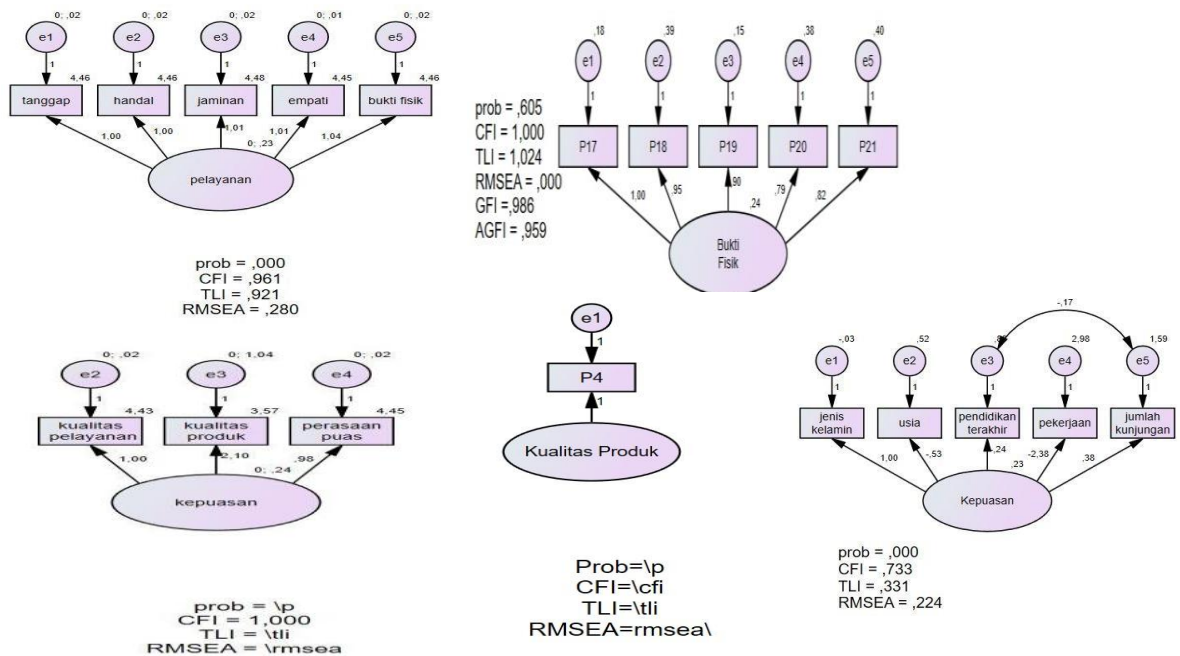 0; ,02 0; ,02 0; ,02 0; ,01 0; ,02
e1 e2 e3 e4 e5
1 1 1 1 1
4,46 4,46 4,48 4,45 4,46
tanggap handal jaminan empati bukti fisik
1,00 1,00 1,01 1,01 1,04
0; ,23
pelayanan
prob = ,000
CFI = ,961
TLI = ,921
RMSEA = ,280
,18 ,39 ,15 ,38 ,40
e1 e2 e3 e4 e5
1 1 1 1 1
prob = ,605
CFI = 1,000
TLI = 1,024
RMSEA = ,000
GFI = ,986
AGFI = ,959
P17 P18 P19 P20 P21
1,00 ,95 ,90 ,79 ,82
,24
Bukti
Fisik
0; ,02 0; 1,04 0; ,02
e2 e3 e4
1 1 1
4,43 3,57 4,45
kualitas pelayanan kualitas produk perasaan puas
1,00 2,10 ,98
0; ,24
kepuasan
prob = \p
CFI = 1,000
TLI = \tli
RMSEA = \rmsea
e1
1
P4
1
Kualitas Produk
Prob=\p
CFI=\cfi
TLI=\tli
RMSEA=rmsea\
-,17
-,03 ,52 2,98 1,59
e1 e2 e3 e4 e5
1 1 1 1 1
jenis kelamin usia pendidikan terakhir pekerjaan jumlah kunjungan
1,00 -,53 ,24 -2,38 ,38
,23
Kepuasan
prob = ,000
CFI = ,733
TLI = ,331
RMSEA = ,224